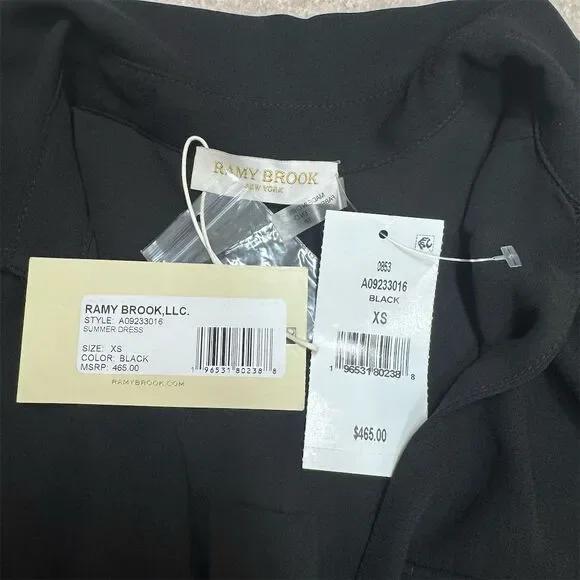 RAMY BROOK
NEW YORK
RAMY BROOK,LLC.
STYLE: A09233016
SUMMER DRESS
SIZE: XS
COLOR: BLACK
MSRP: 465.00
1 96531 80238 8
RAMYBROOK.COM
0853
A09233016
BLACK
XS
1 96531 80238 8
$465.00